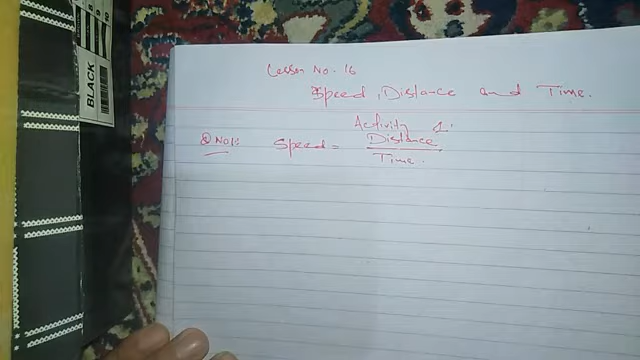 BLACK
Lesson No. 16
Speed, Distance and Time.
Activity 1.
Q No1: Speed = Distance
Time.